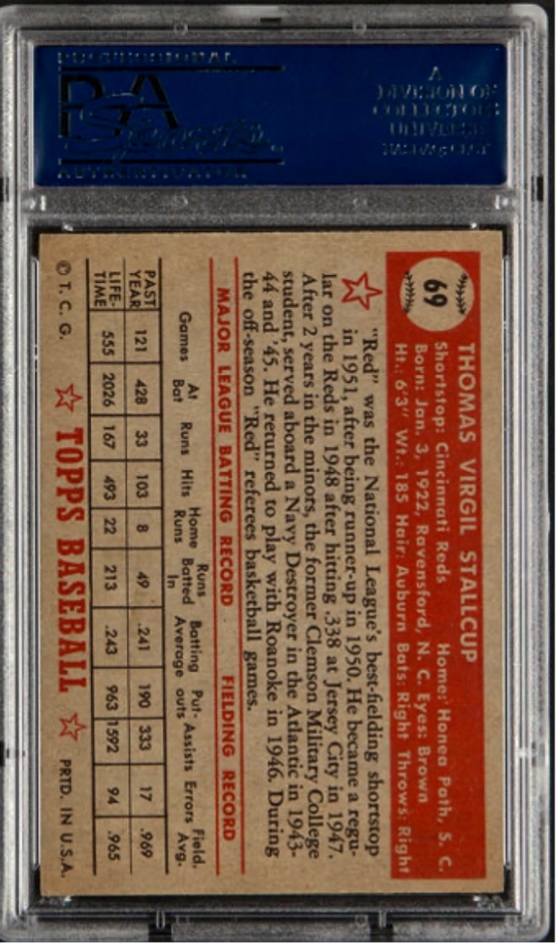 PROFESSIONAL
PSA
Sports
AUTHENTICATOR
A
DIVISION OF
COLLECTORS
UNIVERSE
NASDAQ: CLCT
69
THOMAS VIRGIL STALLCUP
Shortstop: Cincinnati Reds Home: Honea Path, S. C.
Born: Jan. 3, 1922, Ravensford, N. C. Eyes: Brown
Ht.: 6'3" Wt.: 185 Hair: Auburn Bats: Right Throws: Right
"Red" was the National League's best-fielding shortstop
in 1951, after being runner-up in 1950. He became a regu-
lar on the Reds in 1948 after hitting .338 at Jersey City in 1947.
After 2 years in the minors, the former Clemson Military College
student, served aboard a Navy Destroyer in the Atlantic in 1943-
44 and '45. He returned to play with Roanoke in 1946. During
the off-season "Red" referees basketball games.
MAJOR LEAGUE BATTING RECORD FIELDING RECORD
Games At Bat Runs Hits Home Runs Runs Batted In Batting Average Put-outs Assists Errors Field. Avg.
PAST YEAR 121 428 33 103 8 49 .241 190 333 17 .969
LIFE-TIME 555 2026 167 493 22 213 .243 963 1592 94 .965
© T. C. G. TOPPS BASEBALL PRTD. IN U.S.A.